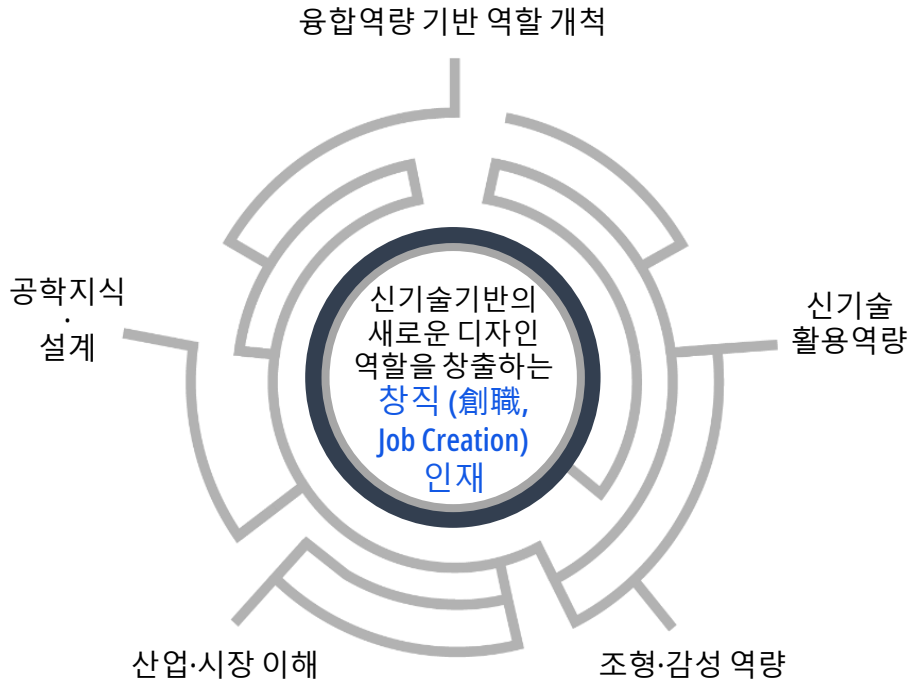 융합역량 기반 역할 개척
공학지식
·
설계
신기술기반의
새로운 디자인
역할을 창출하는
창직 (創職,
Job Creation)
인재
신기술
활용역량
산업·시장 이해
조형·감성 역량